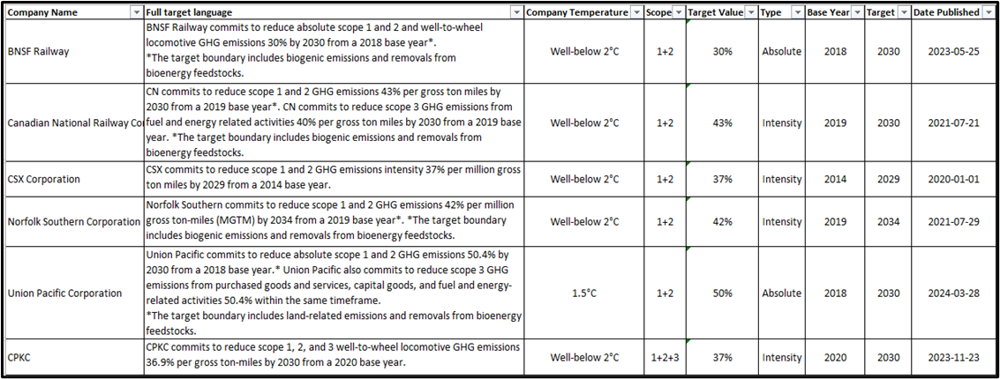 Company Name Full target language Company Temperature Scope Target Value Type Base Year Target Date Published
BNSF Railway commits to reduce absolute scope 1 and 2 and well-to-wheel
locomotive GHG emissions 30% by 2030 from a 2018 base year*.
*The target boundary includes biogenic emissions and removals from
bioenergy feedstocks.
BNSF Railway Well-below 2°C 1+2 30% Absolute 2018 2030 2023-05-25
CN commits to reduce scope 1 and 2 GHG emissions 43% per gross ton miles by
2030 from a 2019 base year*. CN commits to reduce scope 3 GHG emissions from
Canadian National Railway Co fuel and energy related activities 40% per gross ton miles by 2030 from a 2019 base Well-below 2°C 1+2 43% Intensity 2019 2030 2021-07-21
year. *The target boundary includes biogenic emissions and removals from
bioenergy feedstocks.
CSX commits to reduce scope 1 and 2 GHG emissions intensity 37% per million gross
ton miles by 2029 from a 2014 base year.
CSX Corporation Well-below 2°C 1+2 37% Intensity 2014 2029 2020-01-01
Norfolk Southern commits to reduce scope 1 and 2 GHG emissions 42% per million
Norfolk Southern Corporation gross ton-miles (MGTM) by 2034 from a 2019 base year*. *The target boundary Well-below 2°C 1+2 42% Intensity 2019 2034 2021-07-29
includes biogenic emissions and removals from bioenergy feedstocks.
Union Pacific commits to reduce absolute scope 1 and 2 GHG emissions 50.4% by
2030 from a 2018 base year.* Union Pacific also commits to reduce scope 3 GHG
Union Pacific Corporation emissions from purchased goods and services, capital goods, and fuel and energy- 1.5°C 1+2 50% Absolute 2018 2030 2024-03-28
related activities 50.4% within the same timeframe.
*The target boundary includes land-related emissions and removals from bioenergy
feedstocks.
CPKC commits to reduce scope 1, 2, and 3 well-to-wheel locomotive GHG emissions
36.9% per gross ton-miles by 2030 from a 2020 base year.
CPKC Well-below 2°C 1+2+3 37% Intensity 2020 2030 2023-11-23